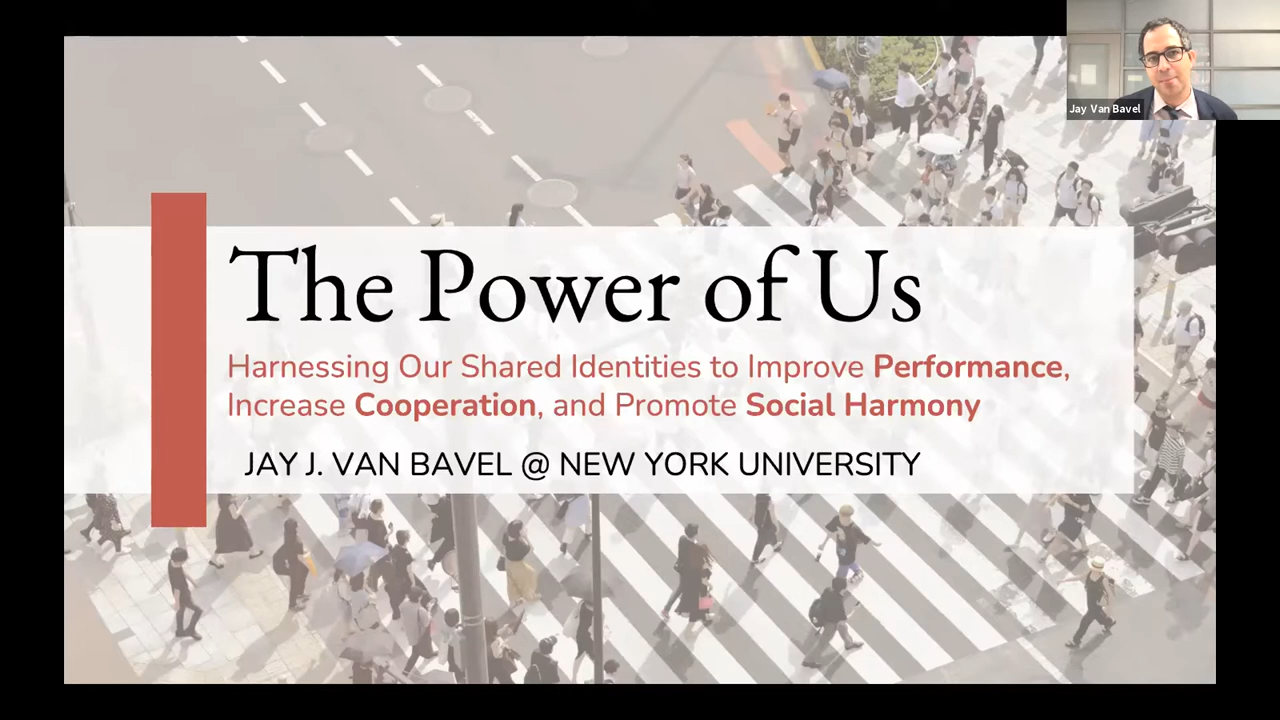 Jay Van Bavel
The Power of Us
Harnessing Our Shared Identities to Improve Performance,
Increase Cooperation, and Promote Social Harmony
JAY J. VAN BAVEL @ NEW YORK UNIVERSITY